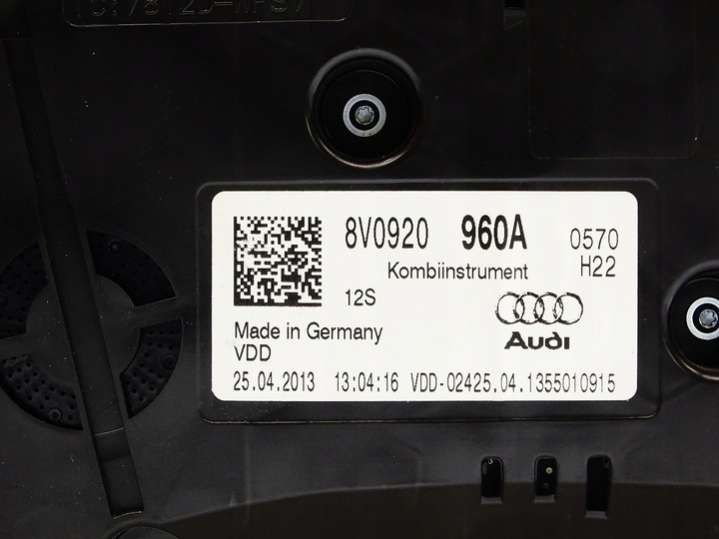 8V0920 960A 0570
Kombiinstrument H22
12S
Made in Germany
Audi
VDD
25.04.2013 13:04:16 VDD-02425.04.1355010915